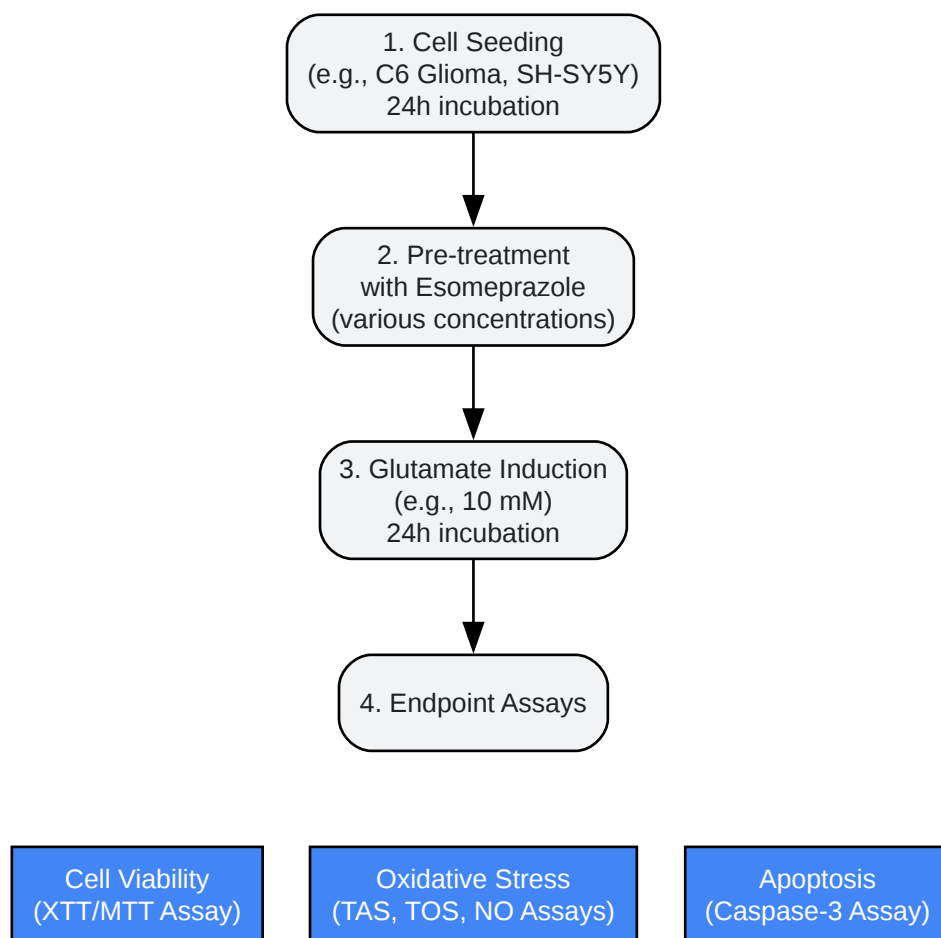 1. Cell Seeding
(e.g., C6 Glioma, SH-SY5Y)
24h incubation
2. Pre-treatment
with Esomeprazole
(various concentrations)
3. Glutamate Induction
(e.g., 10 mM)
24h incubation
4. Endpoint Assays
Cell Viability
(XTT/MTT Assay)
Oxidative Stress
(TAS, TOS, NO Assays)
Apoptosis
(Caspase-3 Assay)